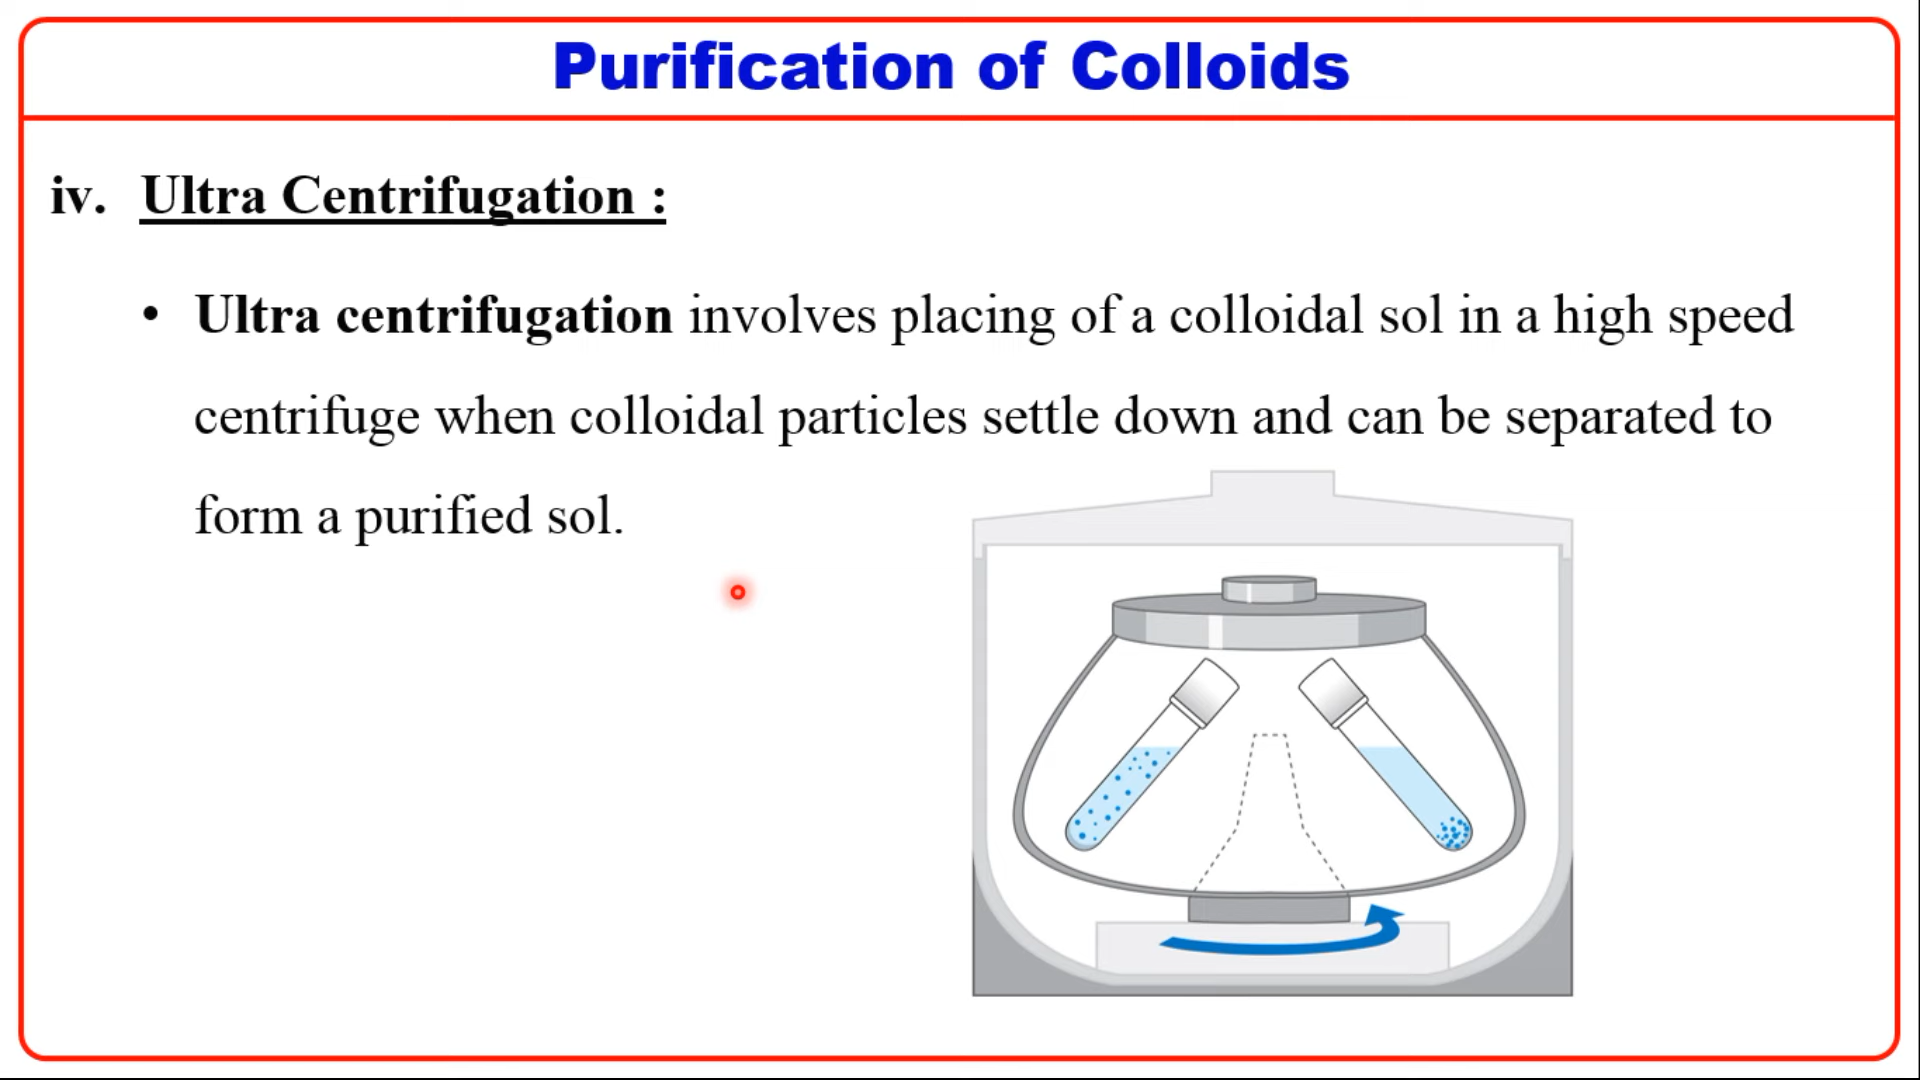 Purification of Colloids
iv. Ultra Centrifugation :
• Ultra centrifugation involves placing of a colloidal sol in a high speed
centrifuge when colloidal particles settle down and can be separated to
form a purified sol.